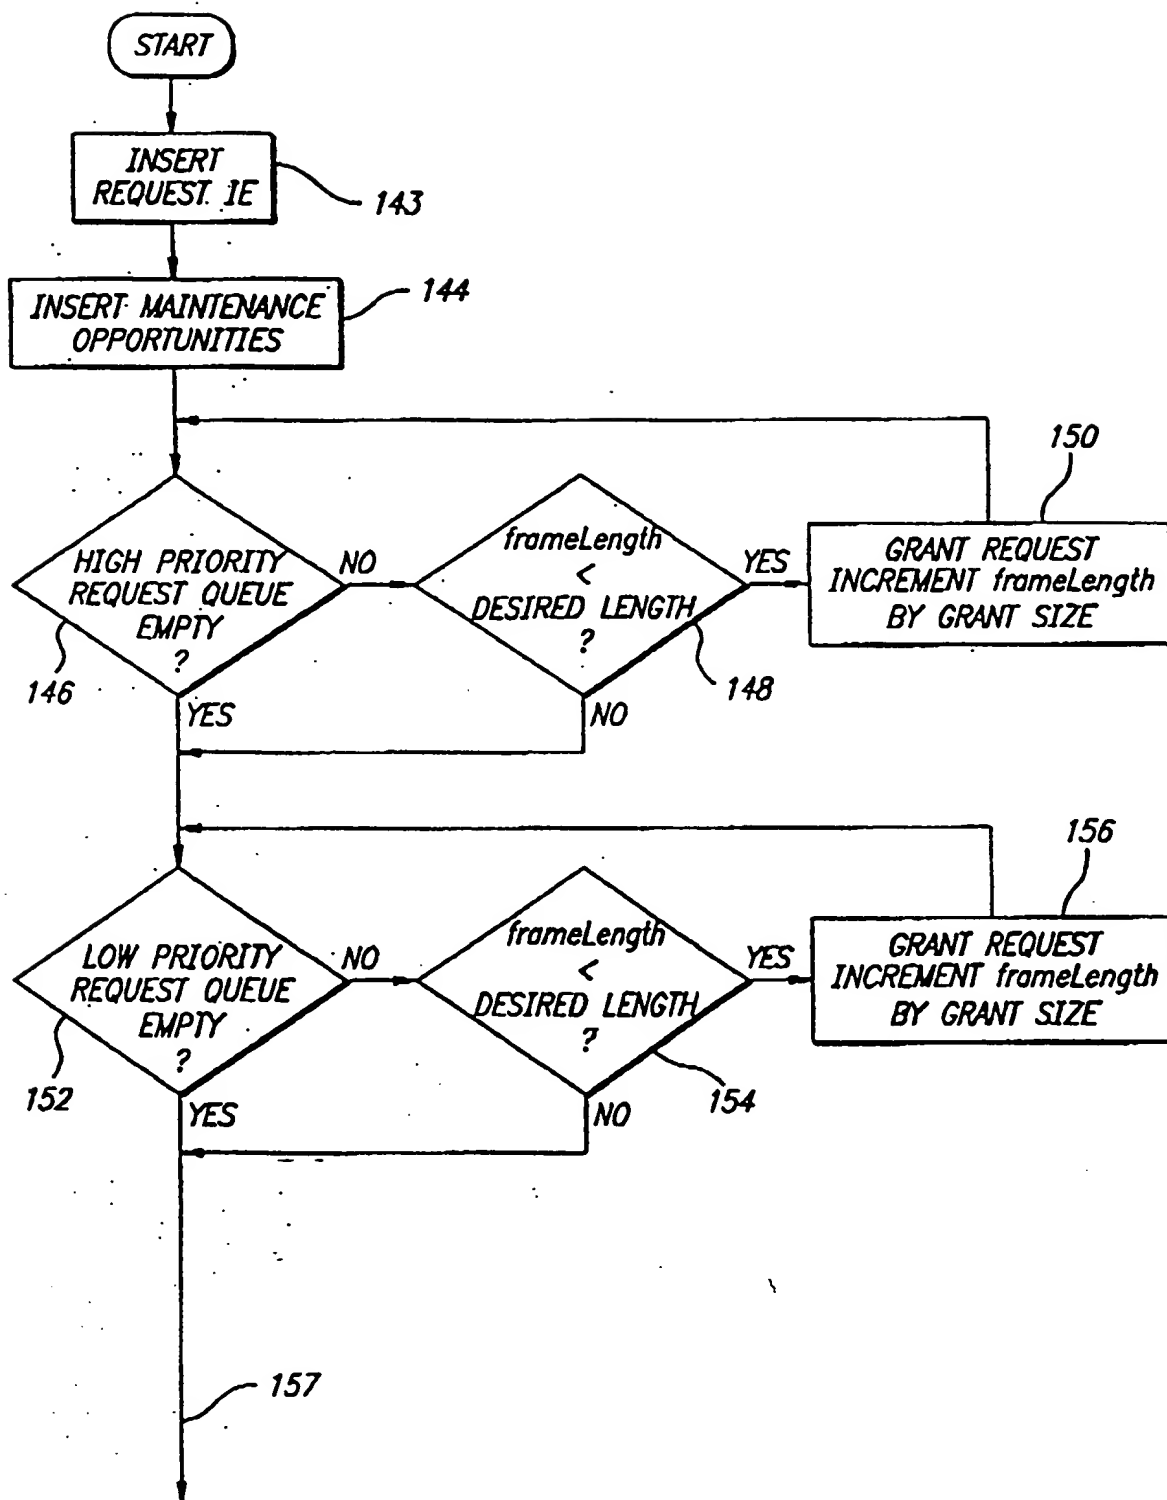 START
INSERT
REQUEST IE
143
INSERT MAINTENANCE
OPPORTUNITIES
144
HIGH PRIORITY
REQUEST QUEUE
EMPTY
?
146
NO
YES
frameLength
<
DESIRED LENGTH
?
148
YES
NO
150
GRANT REQUEST
INCREMENT frameLength
BY GRANT SIZE
LOW PRIORITY
REQUEST QUEUE
EMPTY
?
152
NO
YES
frameLength
<
DESIRED LENGTH
?
154
YES
NO
156
GRANT REQUEST
INCREMENT frameLength
BY GRANT SIZE
157